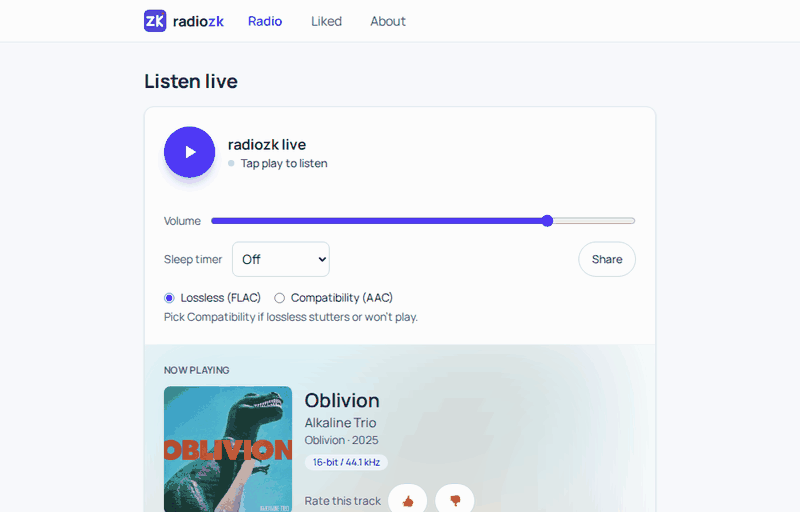 ZK radiozk Radio Liked About
Listen live
radiozk live
Tap play to listen
Volume
Sleep timer Off Share
Lossless (FLAC) Compatibility (AAC)
Pick Compatibility if lossless stutters or won't play.
NOW PLAYING
OBLIVION
ALKALINE TRIO
Oblivion
Alkaline Trio
Oblivion · 2025
16-bit / 44.1 kHz
Rate this track